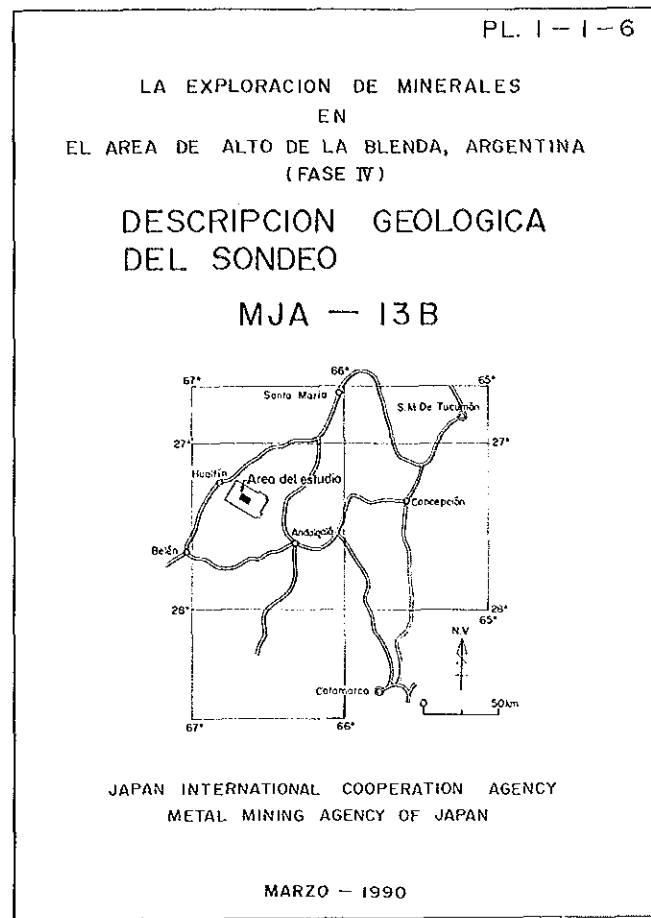 PL. I-I-6
LA EXPLORACION DE MINERALES
EN
EL AREA DE ALTO DE LA BLENDA, ARGENTINA
(FASE IV)
DESCRIPCION GEOLOGICA
DEL SONDEO
MJA — 13B
67° 66° 65°
Santa Maria
S.M. De Tucumán
27° 27°
Hualfín
Area del estudio
Concepción
Andalgalá
Belén
28° 28°
65°
N.V
Catamarca
0 50km
67° 66°
JAPAN INTERNATIONAL COOPERATION AGENCY
METAL MINING AGENCY OF JAPAN
MARZO — 1990